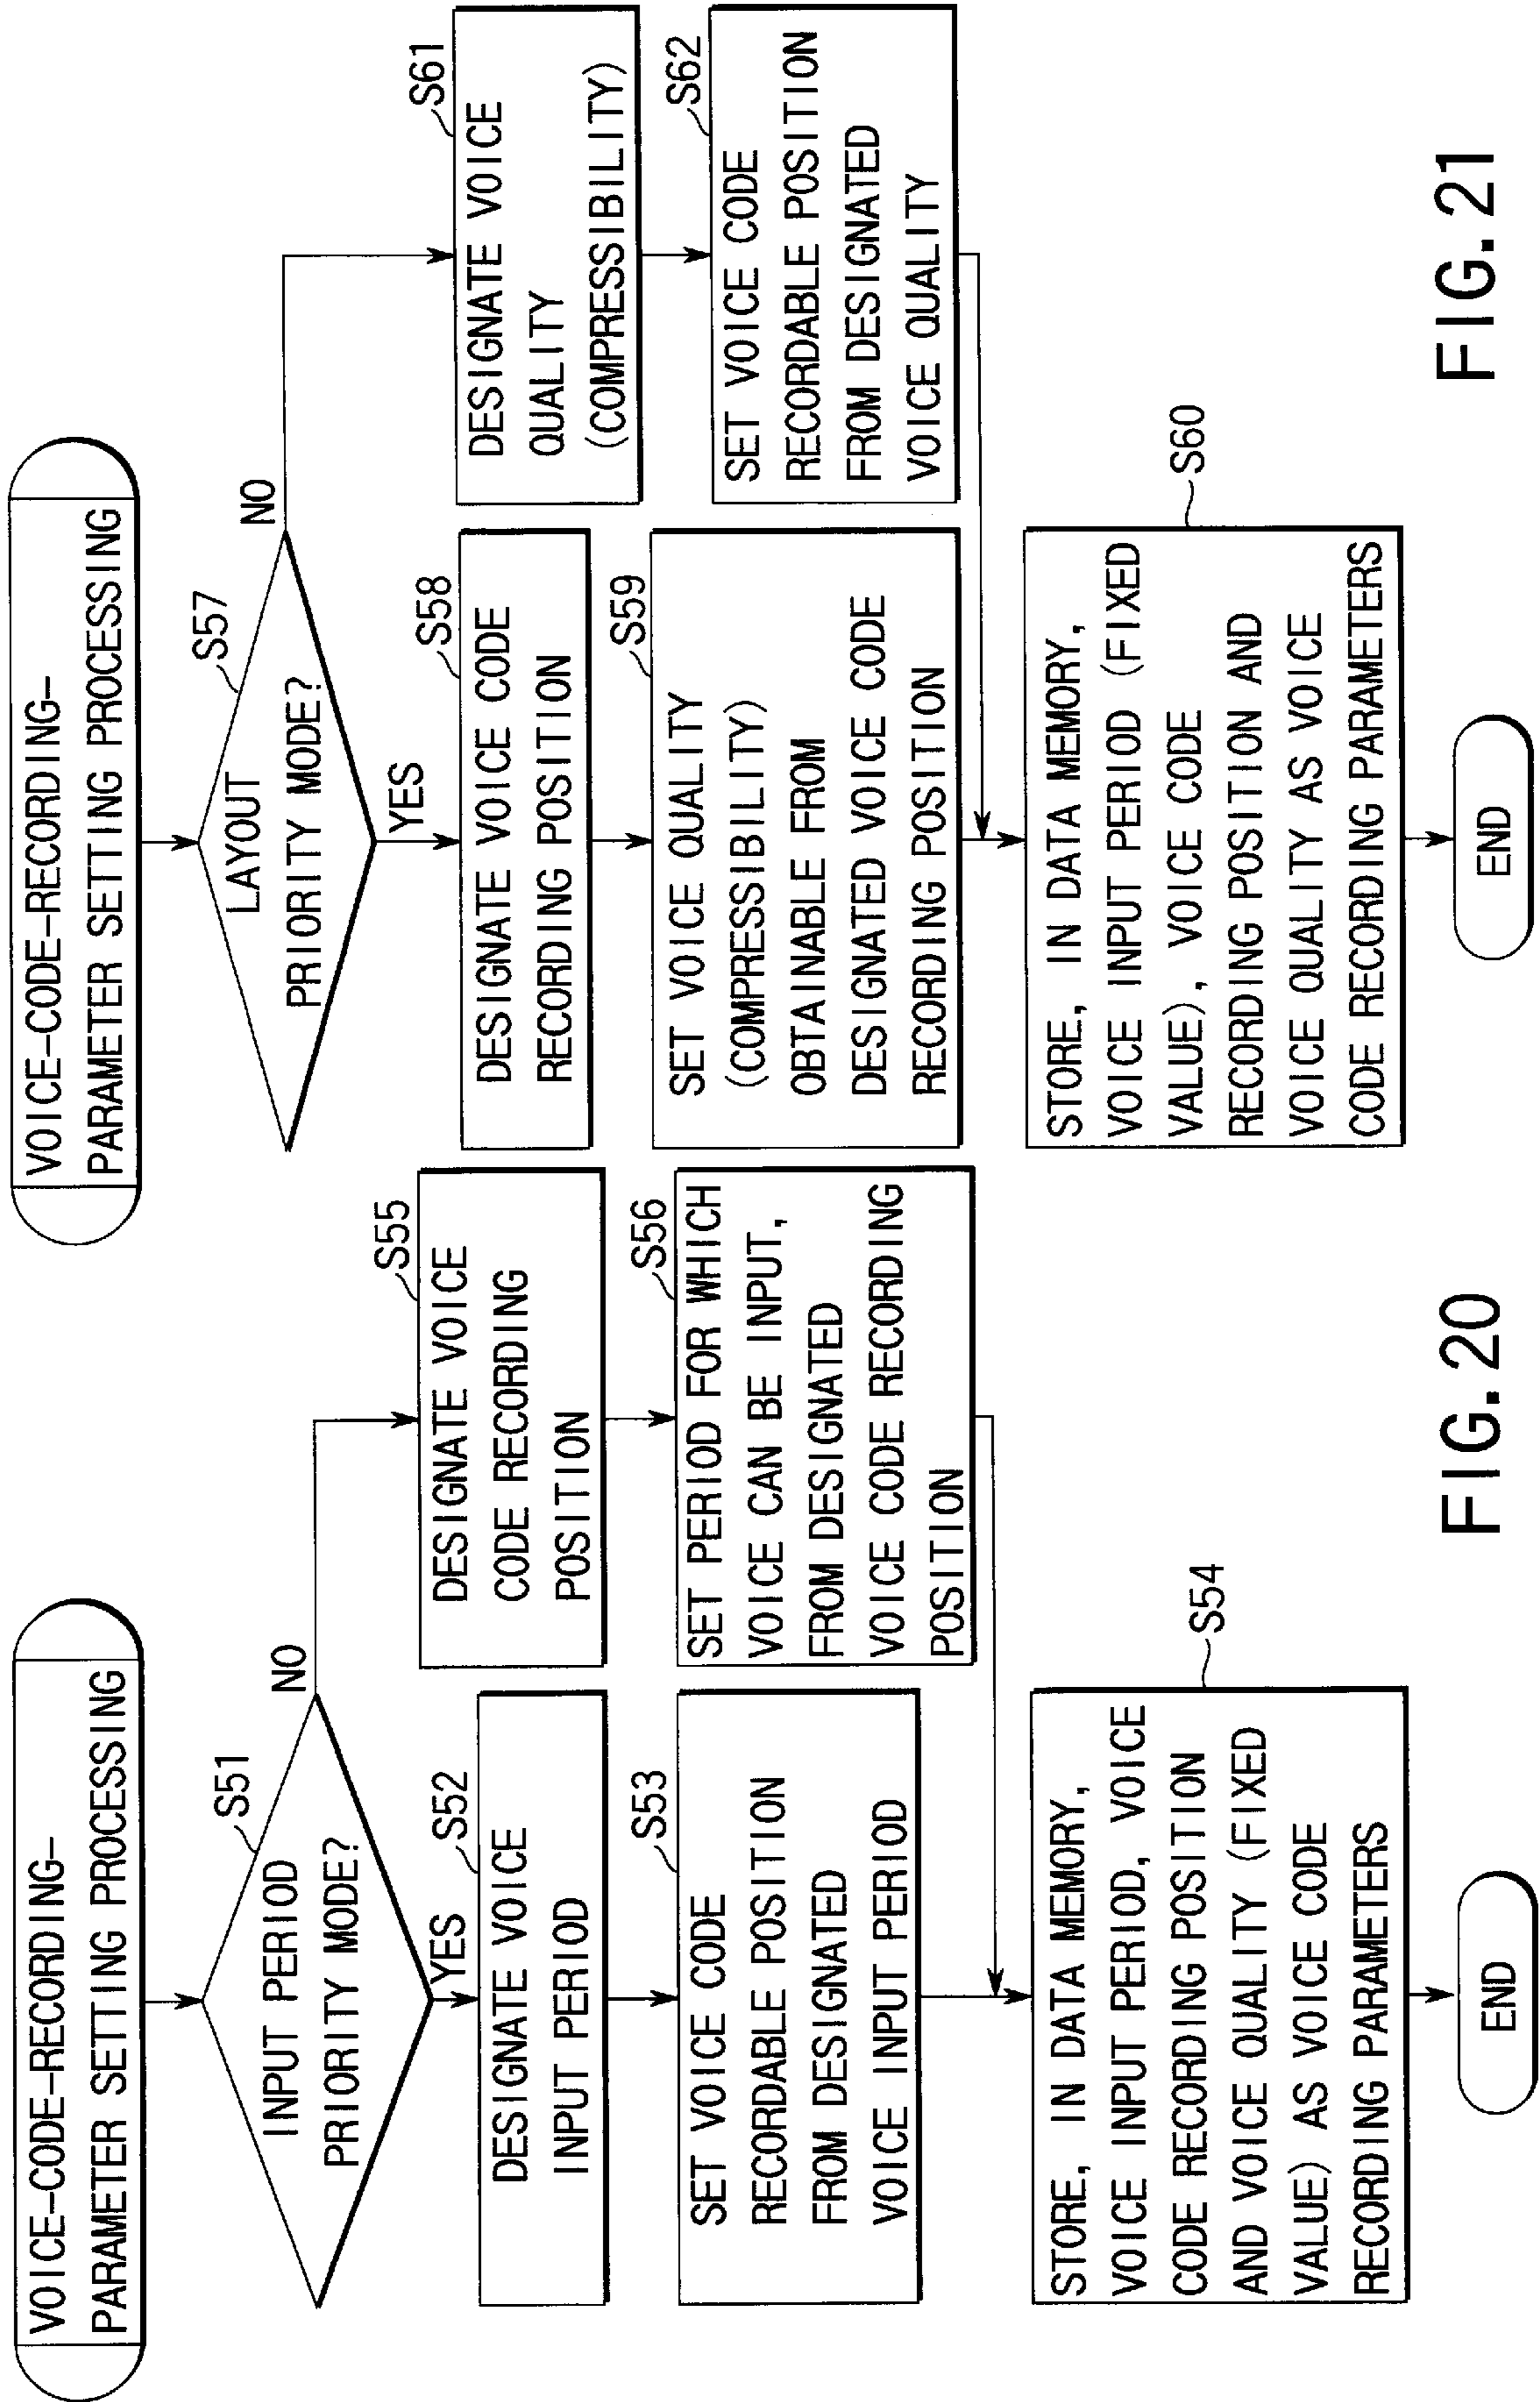 VOICE-CODE-RECORDING-
PARAMETER SETTING PROCESSING
S51
INPUT PERIOD
PRIORITY MODE?
NO
YES
S52
DESIGNATE VOICE
INPUT PERIOD
S53
SET VOICE CODE
RECORDABLE POSITION
FROM DESIGNATED
VOICE INPUT PERIOD
S55
DESIGNATE VOICE
CODE RECORDING
POSITION
S56
SET PERIOD FOR WHICH
VOICE CAN BE INPUT,
FROM DESIGNATED
VOICE CODE RECORDING
POSITION
S54
STORE, IN DATA MEMORY,
VOICE INPUT PERIOD, VOICE
CODE RECORDING POSITION
AND VOICE QUALITY (FIXED
VALUE) AS VOICE CODE
RECORDING PARAMETERS
END
FIG. 20
VOICE-CODE-RECORDING-
PARAMETER SETTING PROCESSING
S57
LAYOUT
PRIORITY MODE?
NO
YES
S58
DESIGNATE VOICE CODE
RECORDING POSITION
S59
SET VOICE QUALITY
(COMPRESSIBILITY)
OBTAINABLE FROM
DESIGNATED VOICE CODE
RECORDING POSITION
S61
DESIGNATE VOICE
QUALITY
(COMPRESSIBILITY)
S62
SET VOICE CODE
RECORDABLE POSITION
FROM DESIGNATED
VOICE QUALITY
S60
STORE, IN DATA MEMORY,
VOICE INPUT PERIOD (FIXED
VALUE), VOICE CODE
RECORDING POSITION AND
VOICE QUALITY AS VOICE
CODE RECORDING PARAMETERS
END
FIG. 21